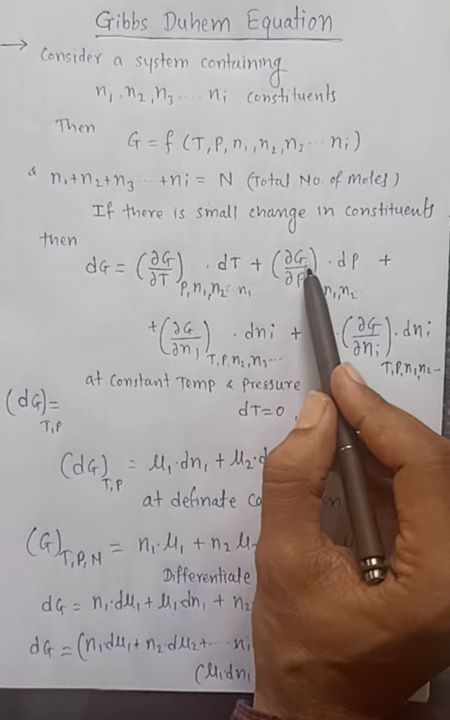 Gibbs Duhem Equation
→ Consider a system containing
n₁, n₂, n₃ ..... nᵢ constituents
Then
G = f (T, P, n₁, n₂, n₃ ... nᵢ)
& n₁+n₂+n₃ ... +nᵢ = N (Total No. of moles)
If there is small change in constituents
then
dG = (∂G/∂T)P,n₁,n₂..nᵢ · dT + (∂G/∂P) n₁,n₂ · dP +
+ (∂G/∂n₁)T,P,n₂,n₃... · dnᵢ + · (∂G/∂nᵢ)T,P,n₁,n₂- · dnᵢ
at Constant Temp & Pressure
(dG)T,P =
dT=0,
(dG)T,P = μ₁·dn₁ + μ₂·d
at definate
(G)T,P,N = n₁·μ₁ + n₂ μ
Differentiate
dG = n₁·dμ₁ + μ₁dn₁ + n₂
dG = (n₁dμ₁ + n₂·dμ₂ + ....
(μ₁·dn₁